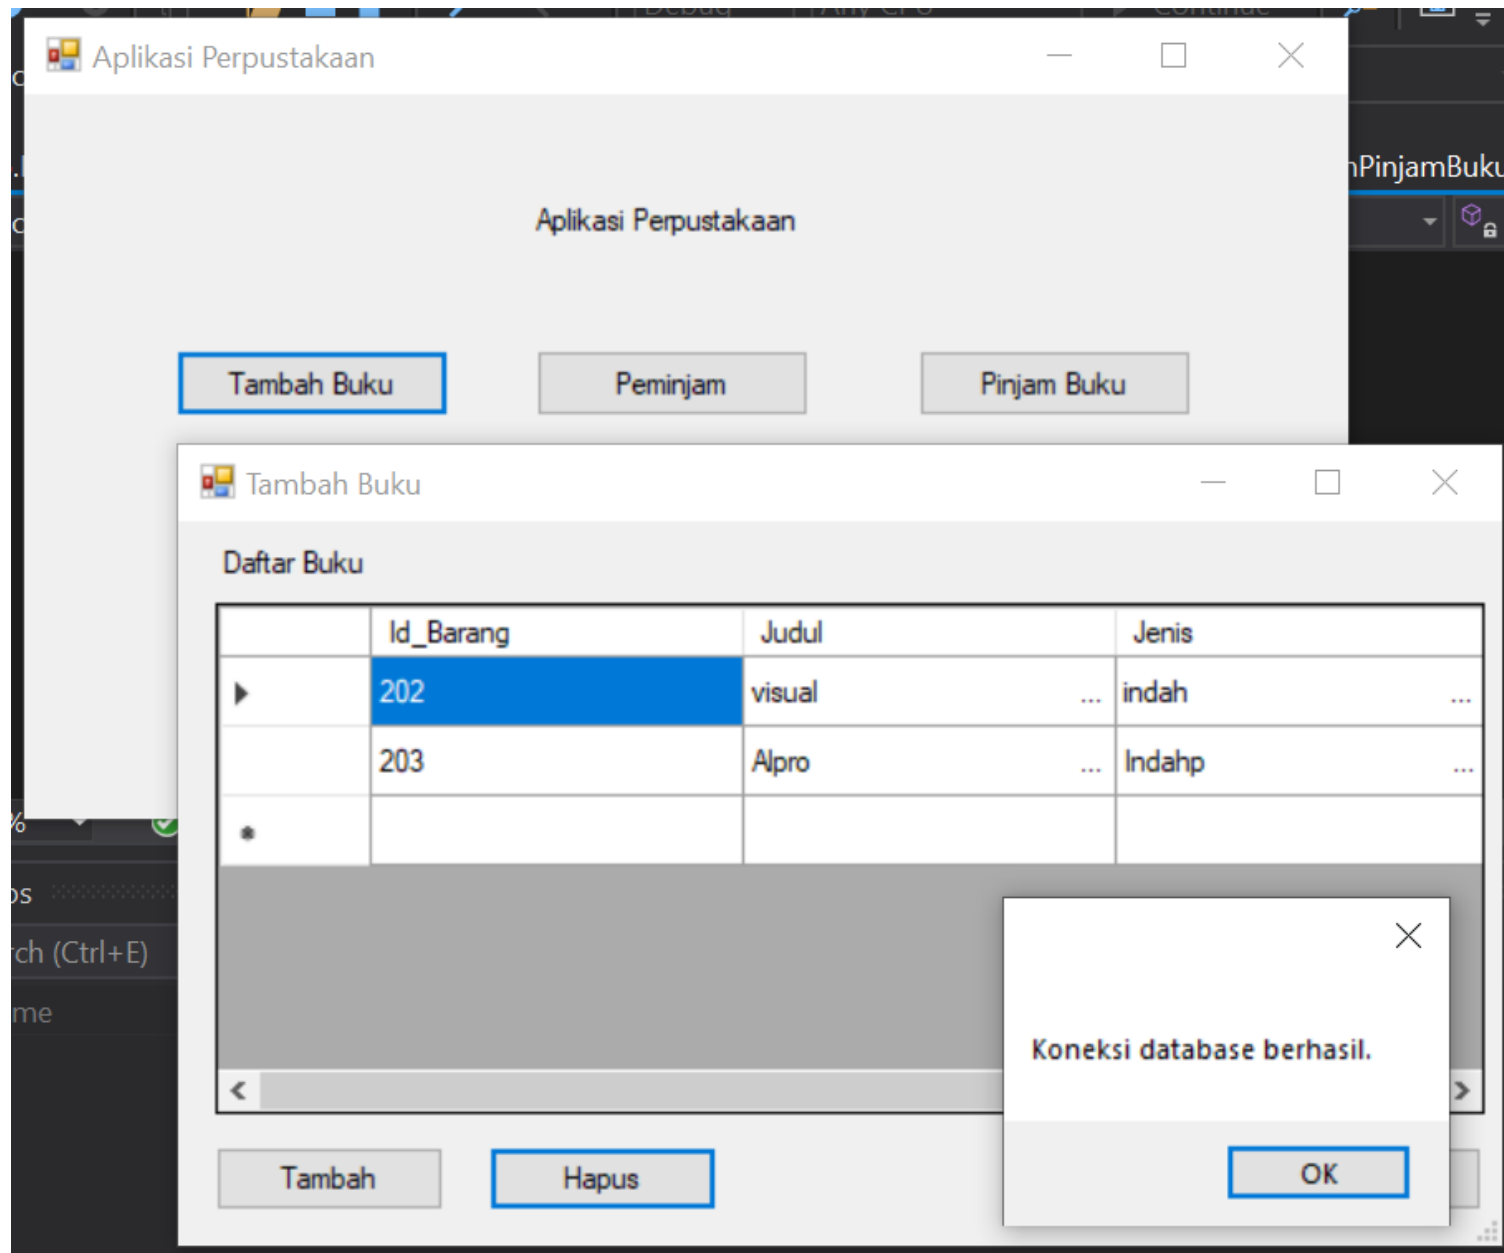 Aplikasi Perpustakaan
nPinjamBuku
Aplikasi Perpustakaan
Tambah Buku
Peminjam
Pinjam Buku
Tambah Buku
Daftar Buku
Id_Barang Judul Jenis
202 visual ... indah ...
203 Alpro ... Indahp ...
%
rch (Ctrl+E)
me
Koneksi database berhasil.
OK
Tambah
Hapus